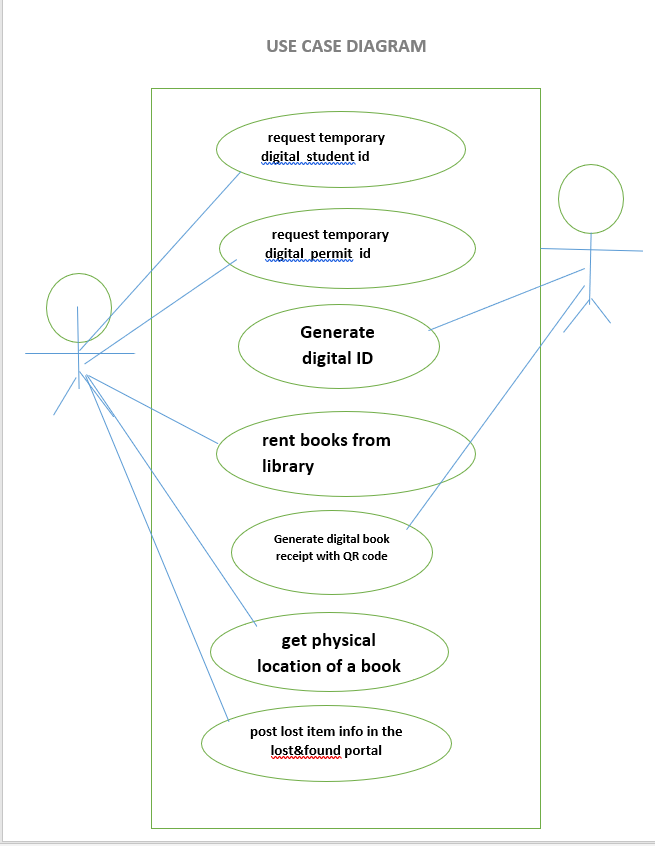 USE CASE DIAGRAM
request temporary
digital student id
request temporary
digital permit id
Generate
digital ID
rent books from
library
Generate digital book
receipt with QR code
get physical
location of a book
post lost item info in the
lost&found portal